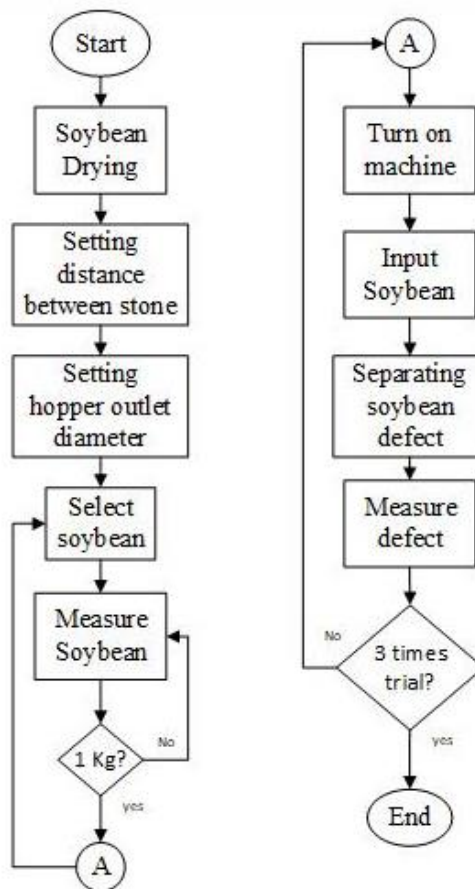 Start
Soybean
Drying
Setting
distance
between stone
Setting
hopper outlet
diameter
Select
soybean
Measure
Soybean
1 Kg?
No
yes
A
A
Turn on
machine
Input
Soybean
Separating
soybean
defect
Measure
defect
3 times
trial?
No
yes
End